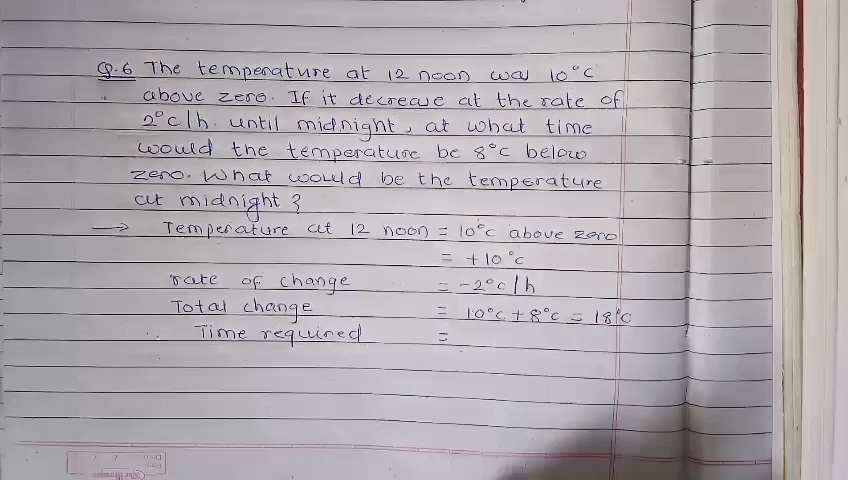 Q.6 The temperature at 12 noon was 10°C
above zero. If it decrease at the rate of
2°c/h. until midnight, at what time
would the temperature be 8°C below
zero. What would be the temperature
at midnight?
→ Temperature at 12 noon = 10°c above zero
= +10°c
rate of change = -2°c/h
Total change = 10°c + 8°c = 18°c
∴ Time required =